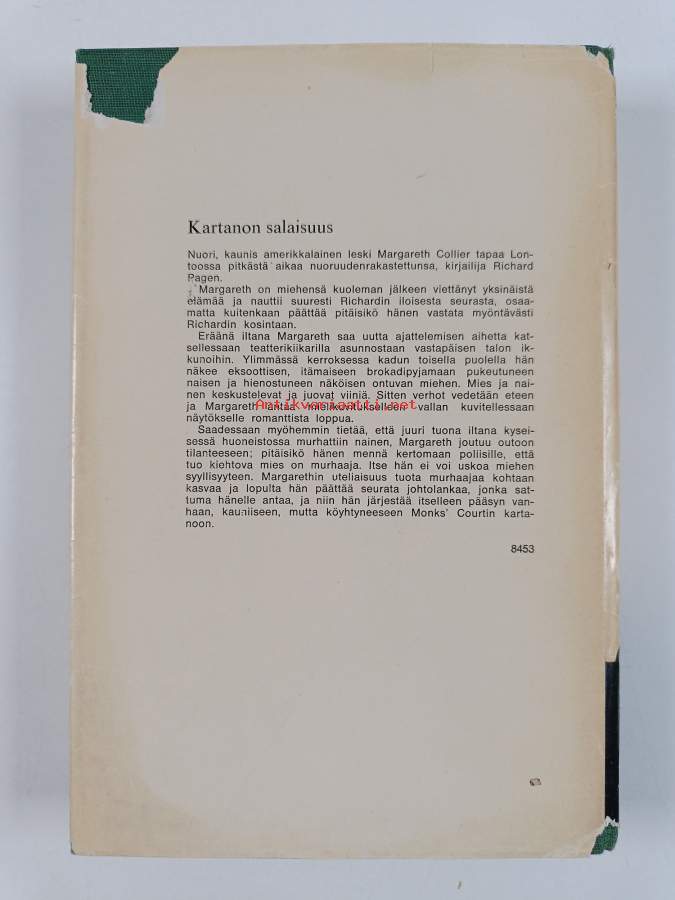 Kartanon salaisuus
Nuori, kaunis amerikkalainen leski Margareth Collier tapaa Lon-
toossa pitkästä aikaa nuoruudenrakastettunsa, kirjailija Richard
Pagen.
Margareth on miehensä kuoleman jälkeen viettänyt yksinäistä
elämää ja nauttii suuresti Richardin iloisesta seurasta, osaa-
matta kuitenkaan päättää pitäisikö hänen vastata myöntävästi
Richardin kosintaan.
Eräänä iltana Margareth saa uutta ajattelemisen aihetta kat-
sellessaan teatterikiikarilla asunnostaan vastapäisen talon ik-
kunoihin. Ylimmässä kerroksessa kadun toisella puolella hän
näkee eksoottisen, itämaiseen brokadipyjamaan pukeutuneen
naisen ja hienostuneen näköisen ontuvan miehen. Mies ja nai-
nen keskustelevat ja juovat viiniä. Sitten verhot vedetään eteen
Antikvariaatti.net
ja Margareth antaa mielikuvitukselleen vallan kuvitellessaan
näytökselle romanttista loppua.
Saadessaan myöhemmin tietää, että juuri tuona iltana kysei-
sessä huoneistossa murhattiin nainen, Margareth joutuu outoon
tilanteeseen; pitäisikö hänen mennä kertomaan poliisille, että
tuo kiehtova mies on murhaaja. Itse hän ei voi uskoa miehen
syyllisyyteen. Margarethin uteliaisuus tuota murhaajaa kohtaan
kasvaa ja lopulta hän päättää seurata johtolankaa, jonka sat-
tuma hänelle antaa, ja niin hän järjestää itselleen pääsyn van-
haan, kauniiseen, mutta köyhtyneeseen Monks' Courtin karta-
noon.
8453